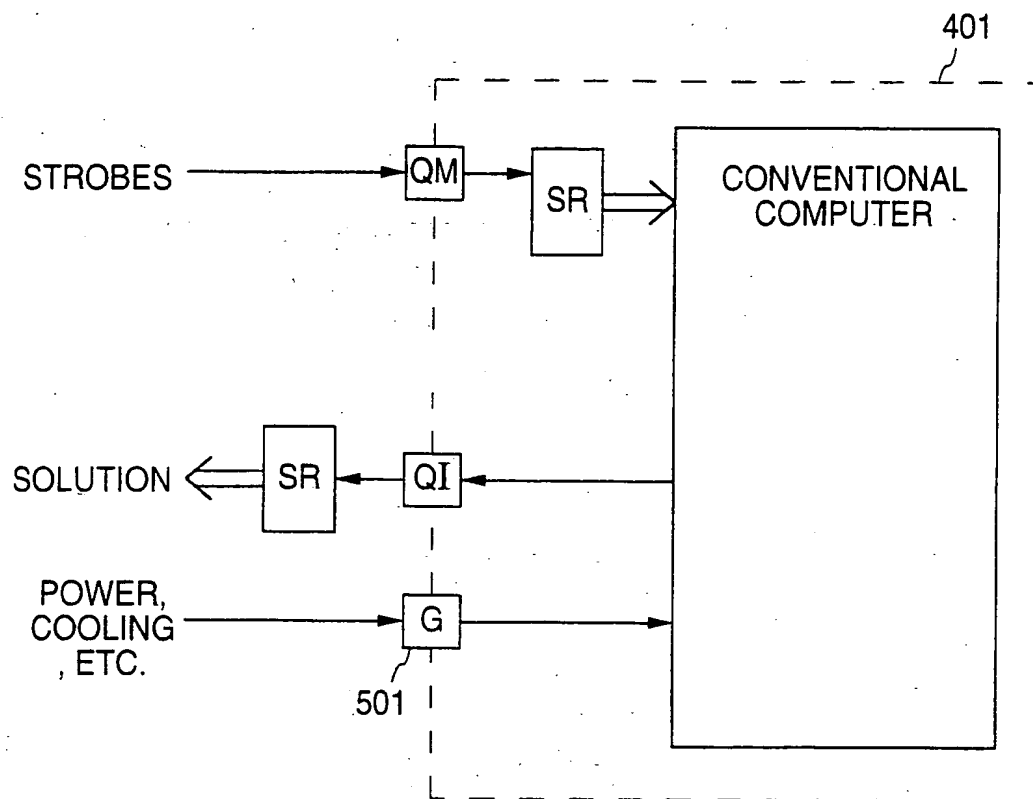 401
STROBES
QM
SR
CONVENTIONAL
COMPUTER
SOLUTION
SR
QI
POWER,
COOLING
, ETC.
G
501